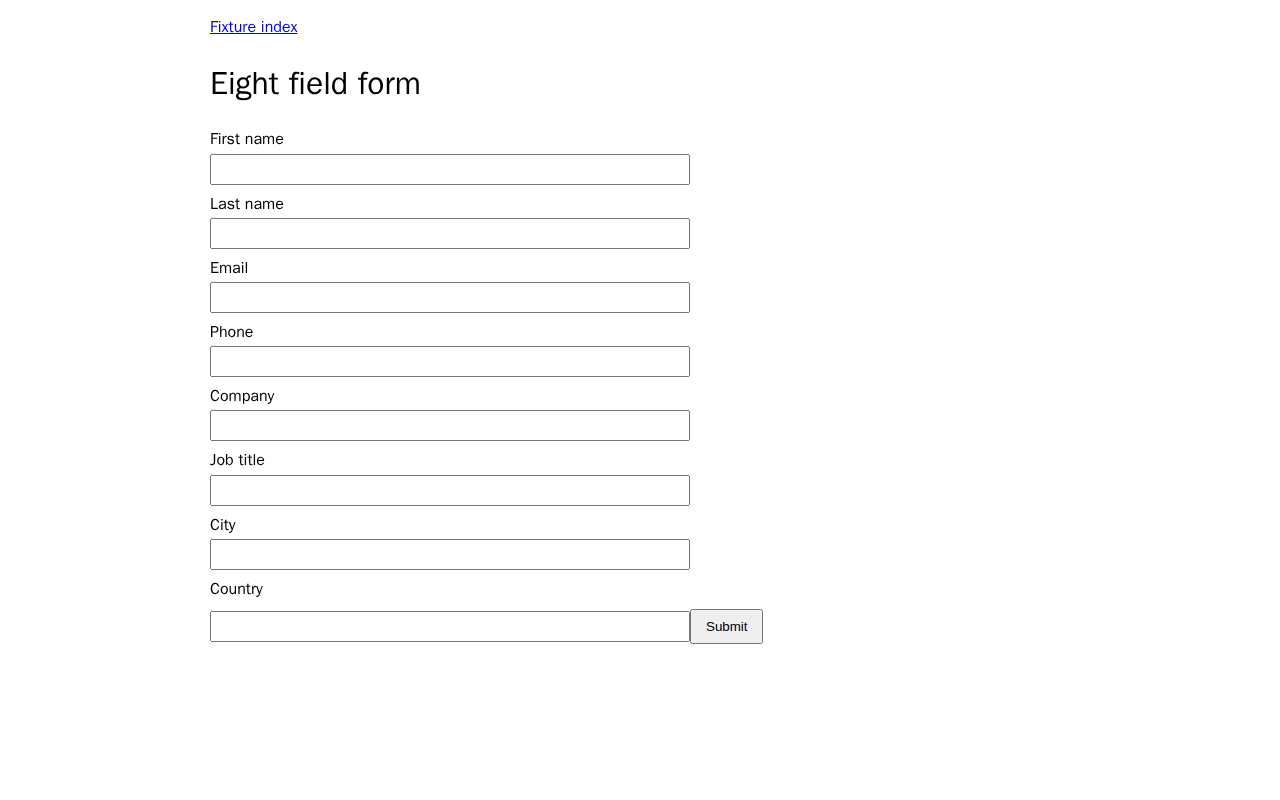 Fixture index
Eight field form
First name
Last name
Email
Phone
Company
Job title
City
Country
Submit